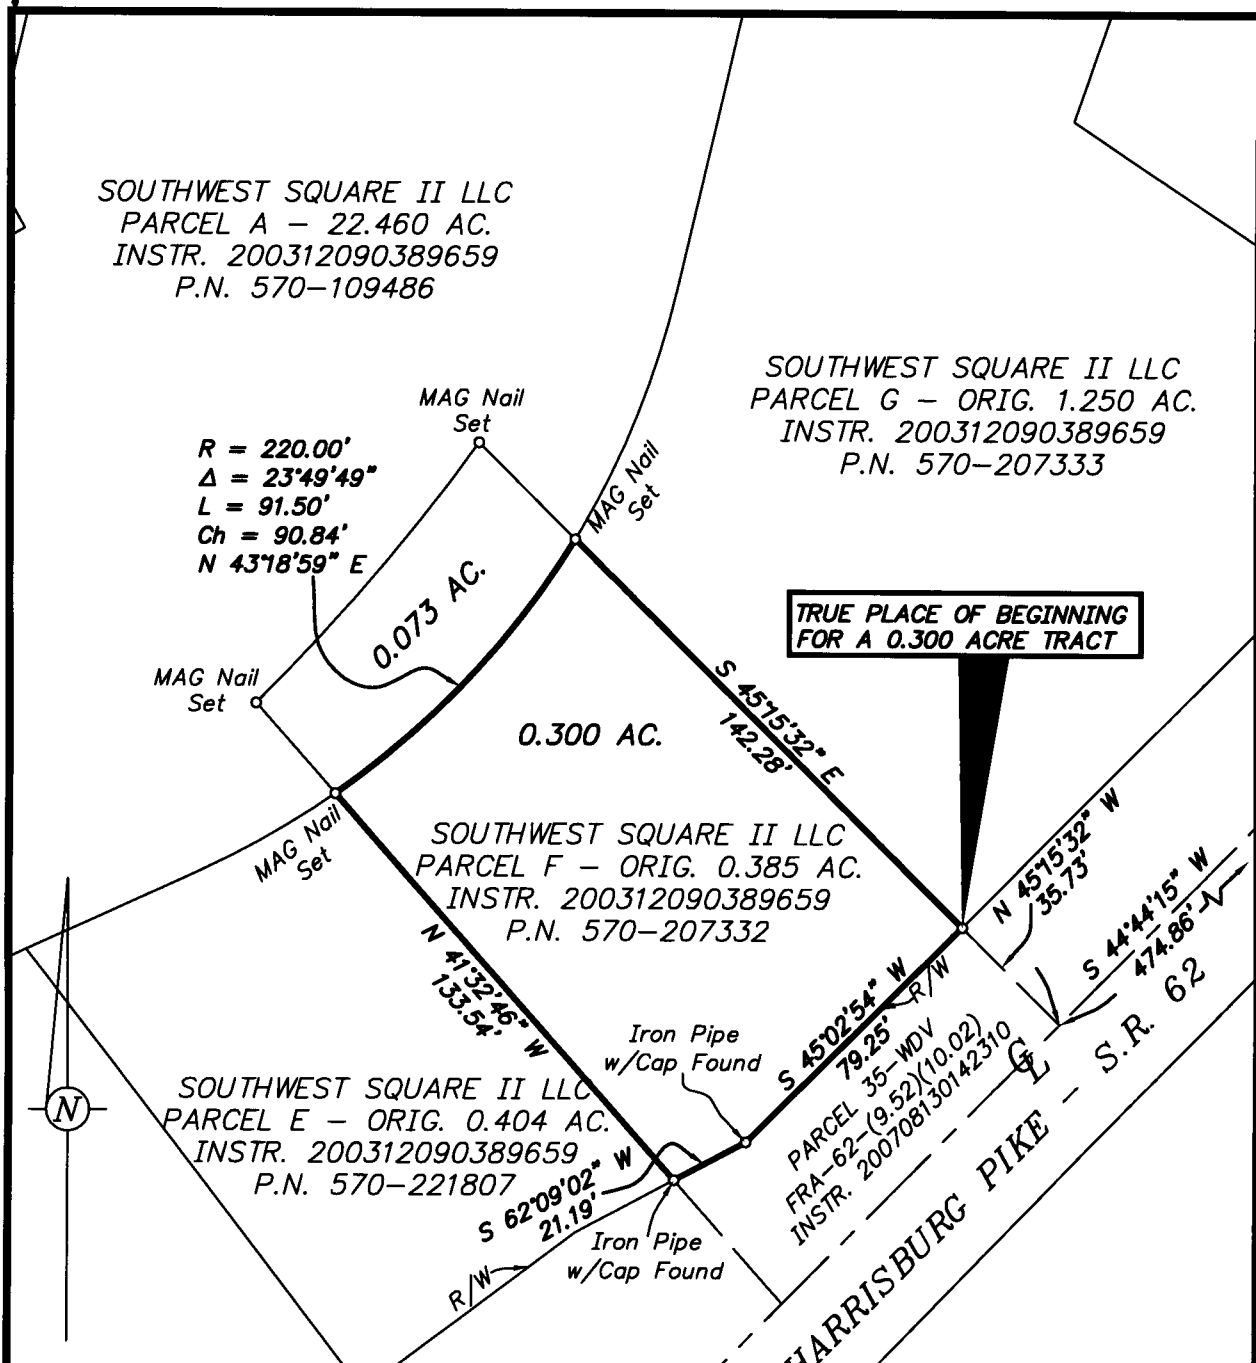 SOUTHWEST SQUARE II LLC
PARCEL A - 22.460 AC.
INSTR. 200312090389659
P.N. 570-109486
SOUTHWEST SQUARE II LLC
PARCEL G - ORIG. 1.250 AC.
INSTR. 200312090389659
P.N. 570-207333
MAG Nail
Set
R = 220.00'
Δ = 23°49'49"
L = 91.50'
Ch = 90.84'
N 43°18'59" E
MAG Nail
Set
0.073 AC.
TRUE PLACE OF BEGINNING
FOR A 0.300 ACRE TRACT
MAG Nail
Set
S 45°15'32" E
142.28'
0.300 AC.
MAG Nail
Set
SOUTHWEST SQUARE II LLC
PARCEL F - ORIG. 0.385 AC.
INSTR. 200312090389659
P.N. 570-207332
N 45°15'32" W
35.73'
S 44°44'15" W
474.86'
N 41°32'46" W
133.54'
S 45°02'54" W
79.25'
R/W
Iron Pipe
w/Cap Found
PARCEL 35-WDV
FRA-62-(9.52)(10.02)
INSTR. 200708130142310
N
SOUTHWEST SQUARE II LLC
PARCEL E - ORIG. 0.404 AC.
INSTR. 200312090389659
P.N. 570-221807
S 62°09'02" W
21.19'
Iron Pipe
w/Cap Found
R/W
HARRISBURG PIKE - S.R. 62